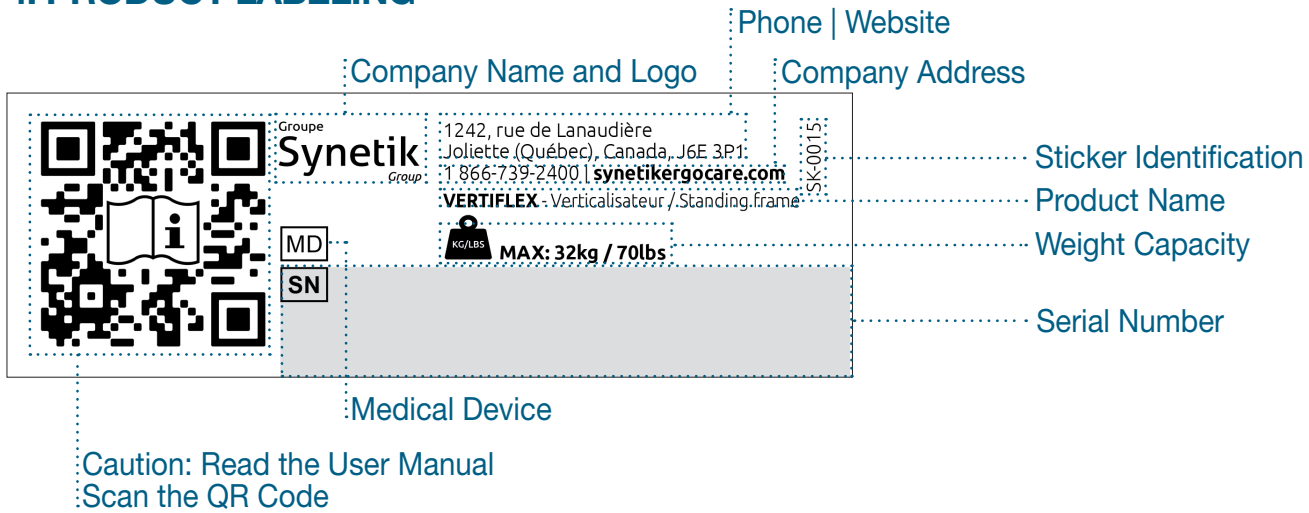 Phone | Website
Company Name and Logo
Company Address
Groupe
Synetik
Group
1242, rue de Lanaudière
Joliette (Québec), Canada, J6E 3P1
1 866-739-2400 | synetikergocare.com
VERTIFLEX - Verticalisateur / Standing frame
SK-0015
KG/LBS
MAX: 32kg / 70lbs
MD
SN
i
Sticker Identification
Product Name
Weight Capacity
Serial Number
Medical Device
Caution: Read the User Manual
Scan the QR Code